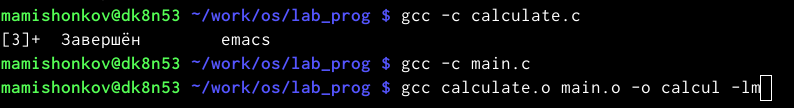 mamishonkov@dk8n53 ~/work/os/lab_prog $ gcc -c calculate.c
[3]+  Завершён        emacs
mamishonkov@dk8n53 ~/work/os/lab_prog $ gcc -c main.c
mamishonkov@dk8n53 ~/work/os/lab_prog $ gcc calculate.o main.o -o calcul -lm